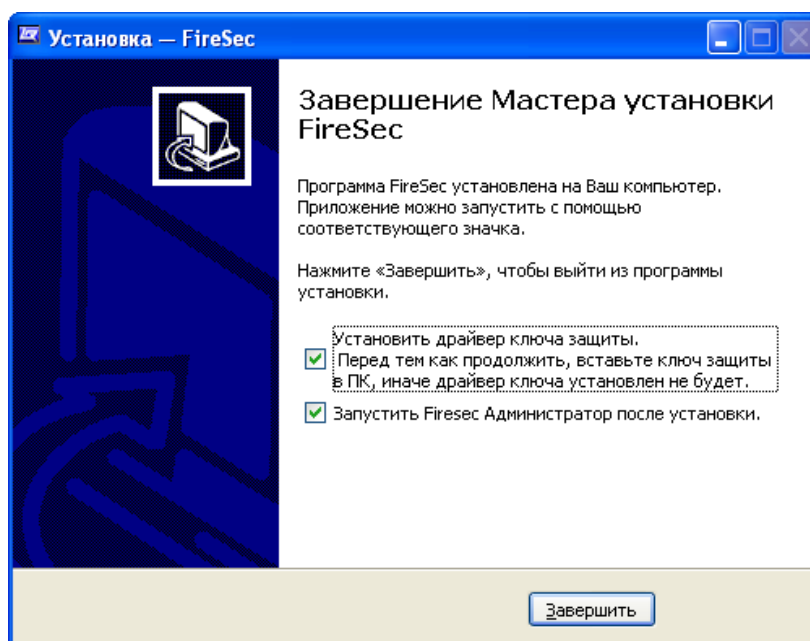 Установка — FireSec
Завершение Мастера установки
FireSec
Программа FireSec установлена на Ваш компьютер.
Приложение можно запустить с помощью
соответствующего значка.
Нажмите «Завершить», чтобы выйти из программы
установки.
Установить драйвер ключа защиты.
Перед тем как продолжить, вставьте ключ защиты
в ПК, иначе драйвер ключа установлен не будет.
Запустить Firesec Администратор после установки.
Завершить